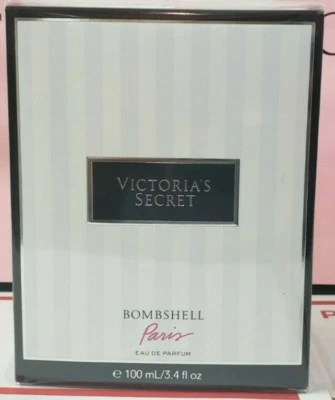 VICTORIA'S
SECRET
BOMBSHELL
Paris
EAU DE PARFUM
℮ 100 mL/3.4 fl oz